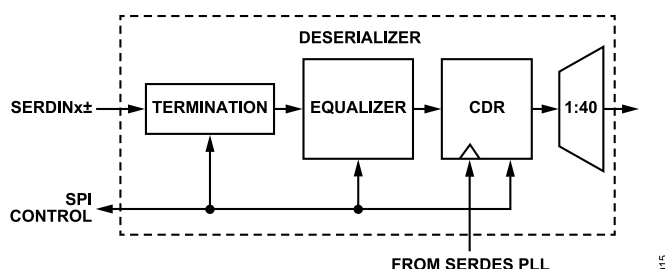 DESERIALIZER
SERDINx±
TERMINATION
EQUALIZER
CDR
1:40
SPI
CONTROL
FROM SERDES PLL